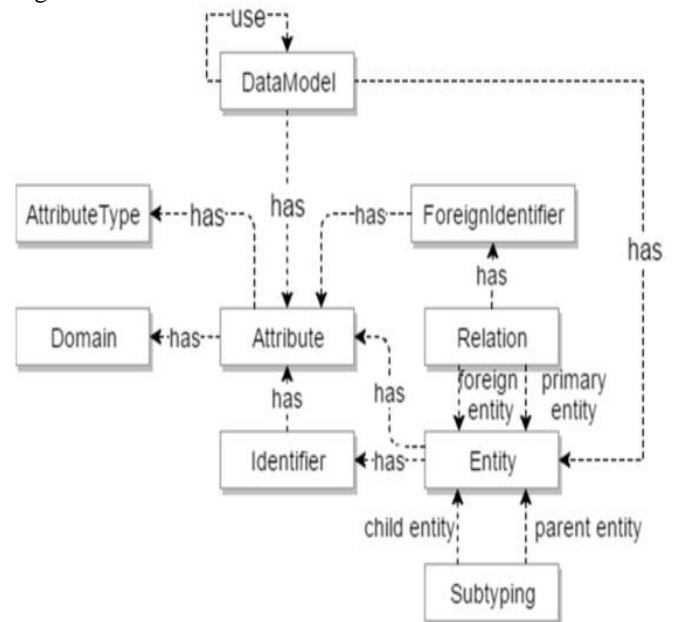 use
DataModel
AttributeType
has
has
has
ForeignIdentifier
has
has
Domain
has
Attribute
Relation
has
has
foreign
entity
primary
entity
Identifier
has
Entity
child entity
parent entity
Subtyping